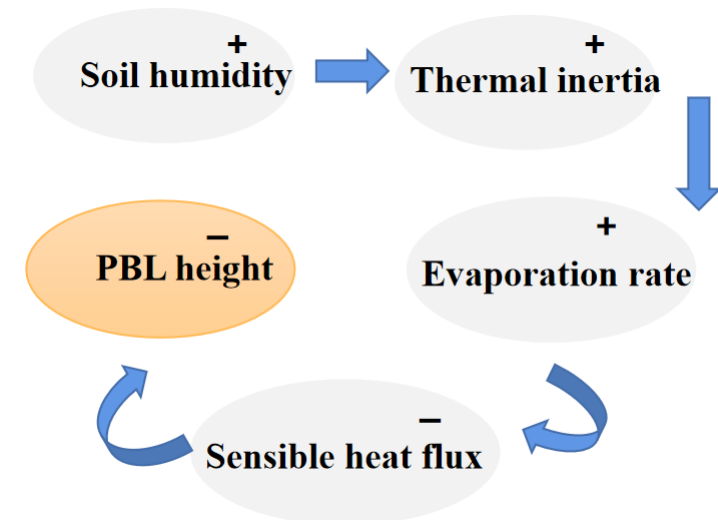 +
Soil humidity
+
Thermal inertia
+
Evaporation rate
−
Sensible heat flux
−
PBL height